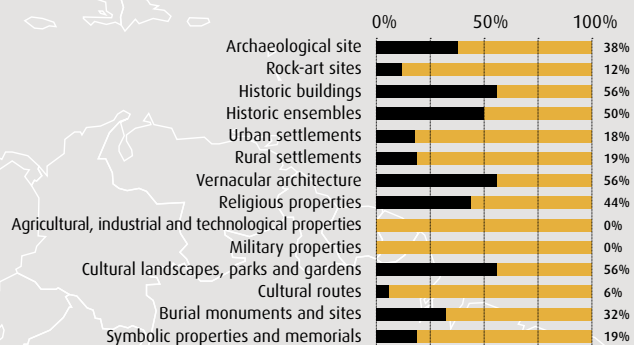 0% 50% 100%
Archaeological site 38%
Rock-art sites 12%
Historic buildings 56%
Historic ensembles 50%
Urban settlements 18%
Rural settlements 19%
Vernacular architecture 56%
Religious properties 44%
Agricultural, industrial and technological properties 0%
Military properties 0%
Cultural landscapes, parks and gardens 56%
Cultural routes 6%
Burial monuments and sites 32%
Symbolic properties and memorials 19%